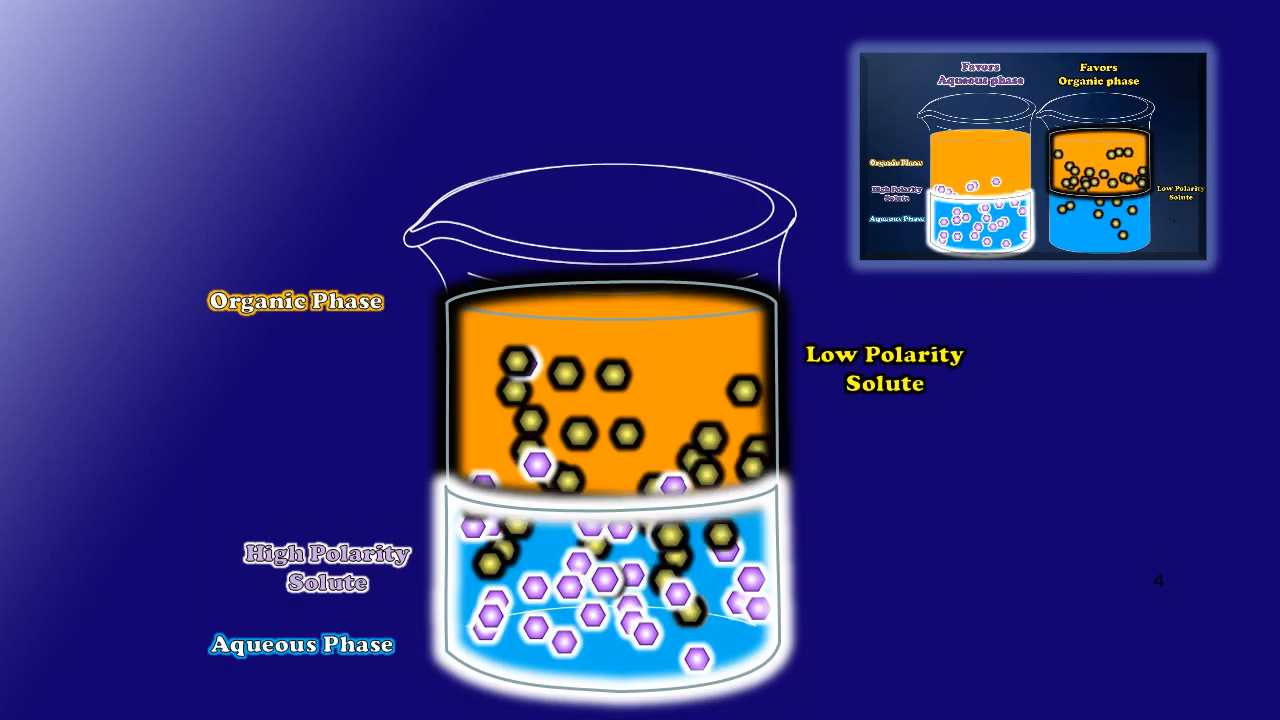 Favors
Aqueous phase
Favors
Organic phase
Organic Phase
High Polarity
Solute
Aqueous Phase
Low Polarity
Solute
Organic Phase
Low Polarity
Solute
High Polarity
Solute
Aqueous Phase
4